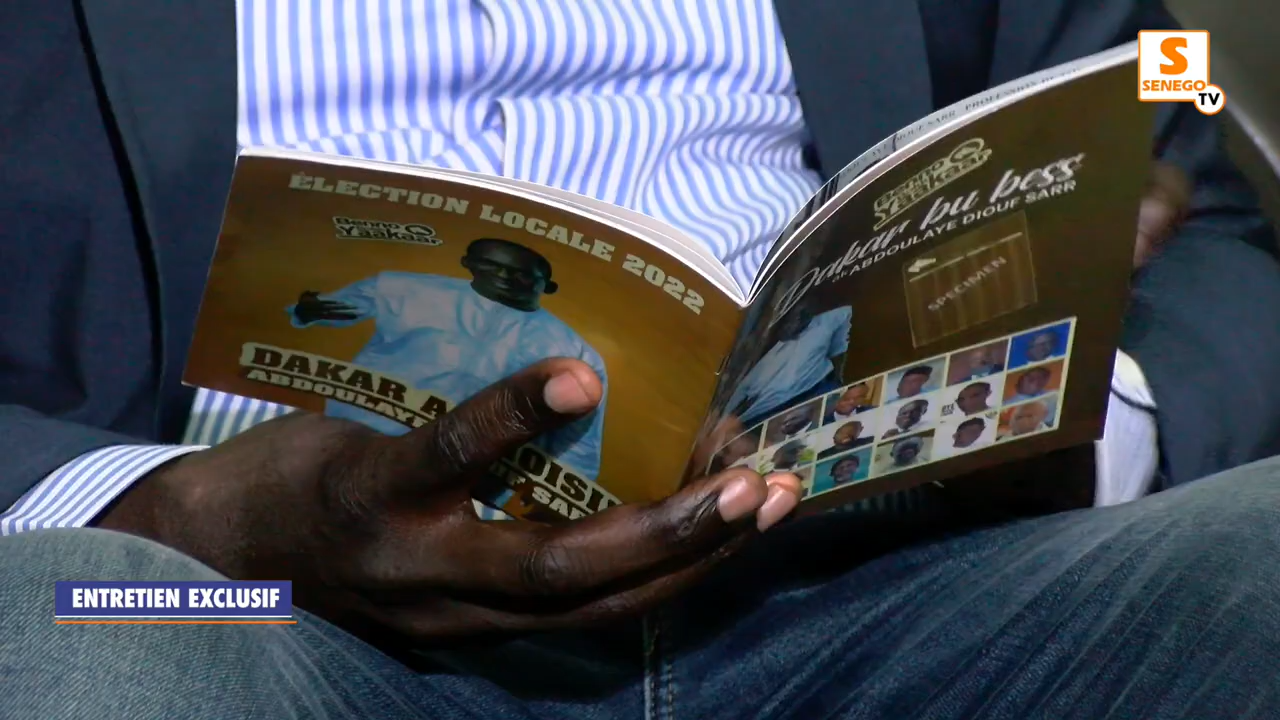 S
SENEGO
TV
ÉLECTION LOCALE 2022
Benno
Yaakaar
DAKAR A
ABDOULAYE
Benno
Yaakaar
Dakar bu bess
ABDOULAYE DIOUF SARR
SPECIMEN
ENTRETIEN EXCLUSIF